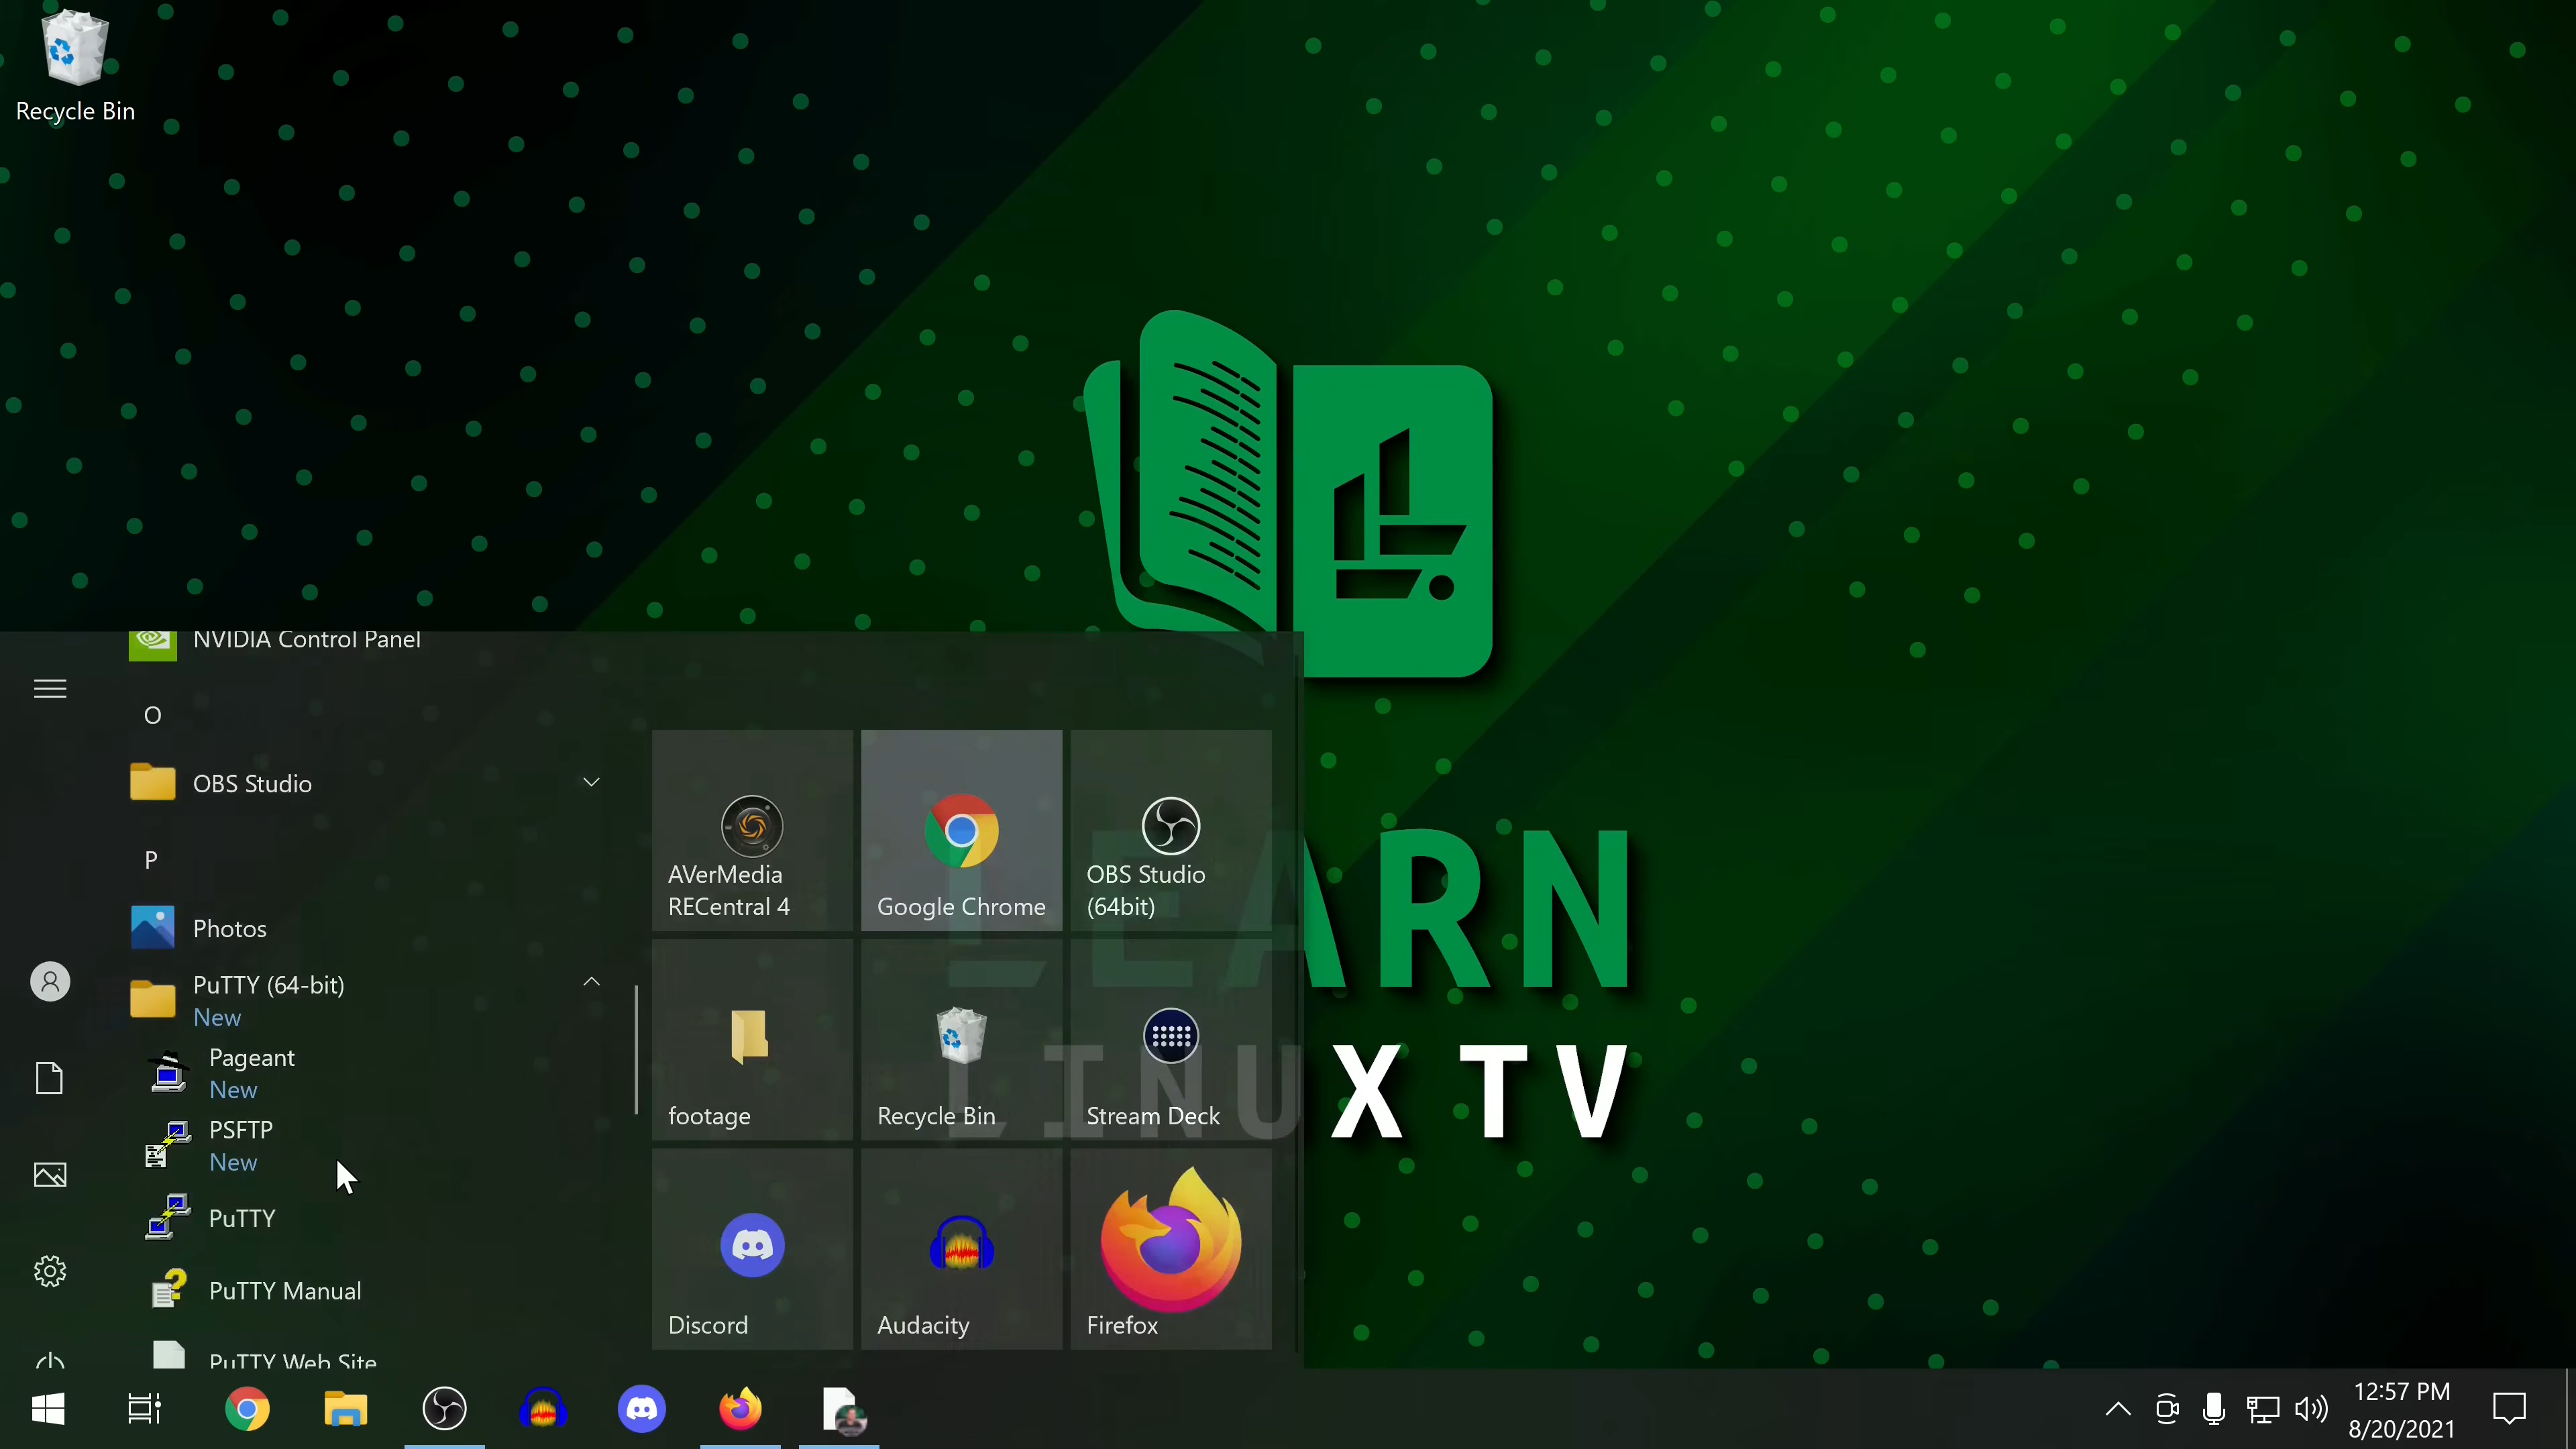 Recycle Bin
NVIDIA Control Panel
O
OBS Studio
P
Photos
PuTTY (64-bit)
New
Pageant
New
PSFTP
New
PuTTY
PuTTY Manual
PuTTY Web Site
AVerMedia
RECentral 4
Google Chrome
OBS Studio
(64bit)
footage
Recycle Bin
Stream Deck
Discord
Audacity
Firefox
LEARN
LINUX TV
12:57 PM
8/20/2021